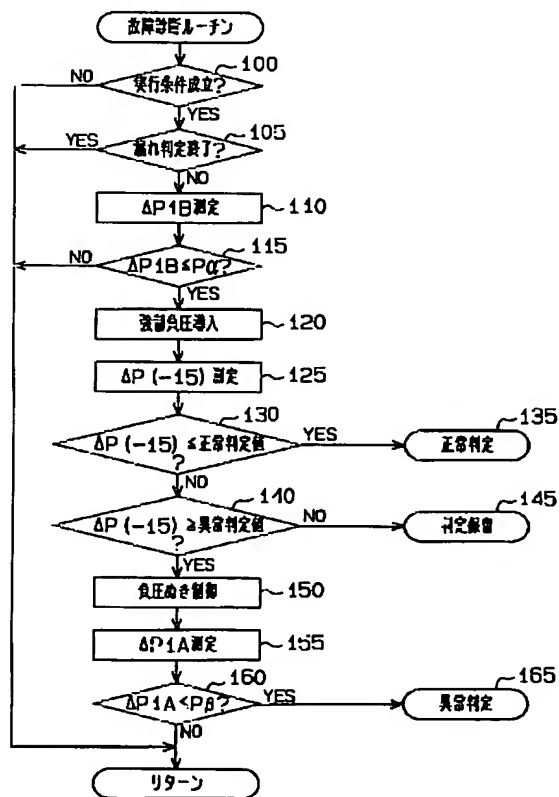 故障診断ルーチン
100
NO
実行条件成立?
YES
105
YES
漏れ判定終了?
NO
ΔP1B測定
110
115
NO
ΔP1B≦Pα?
YES
強制負圧導入
120
ΔP(-15)測定
125
130
135
ΔP(-15)≦正常判定値
?
YES
正常判定
NO
140
145
ΔP(-15)≧異常判定値
?
NO
判定保留
YES
負圧ぬき制御
150
ΔP1A測定
155
160
165
ΔP1A<Pβ?
YES
異常判定
NO
リターン